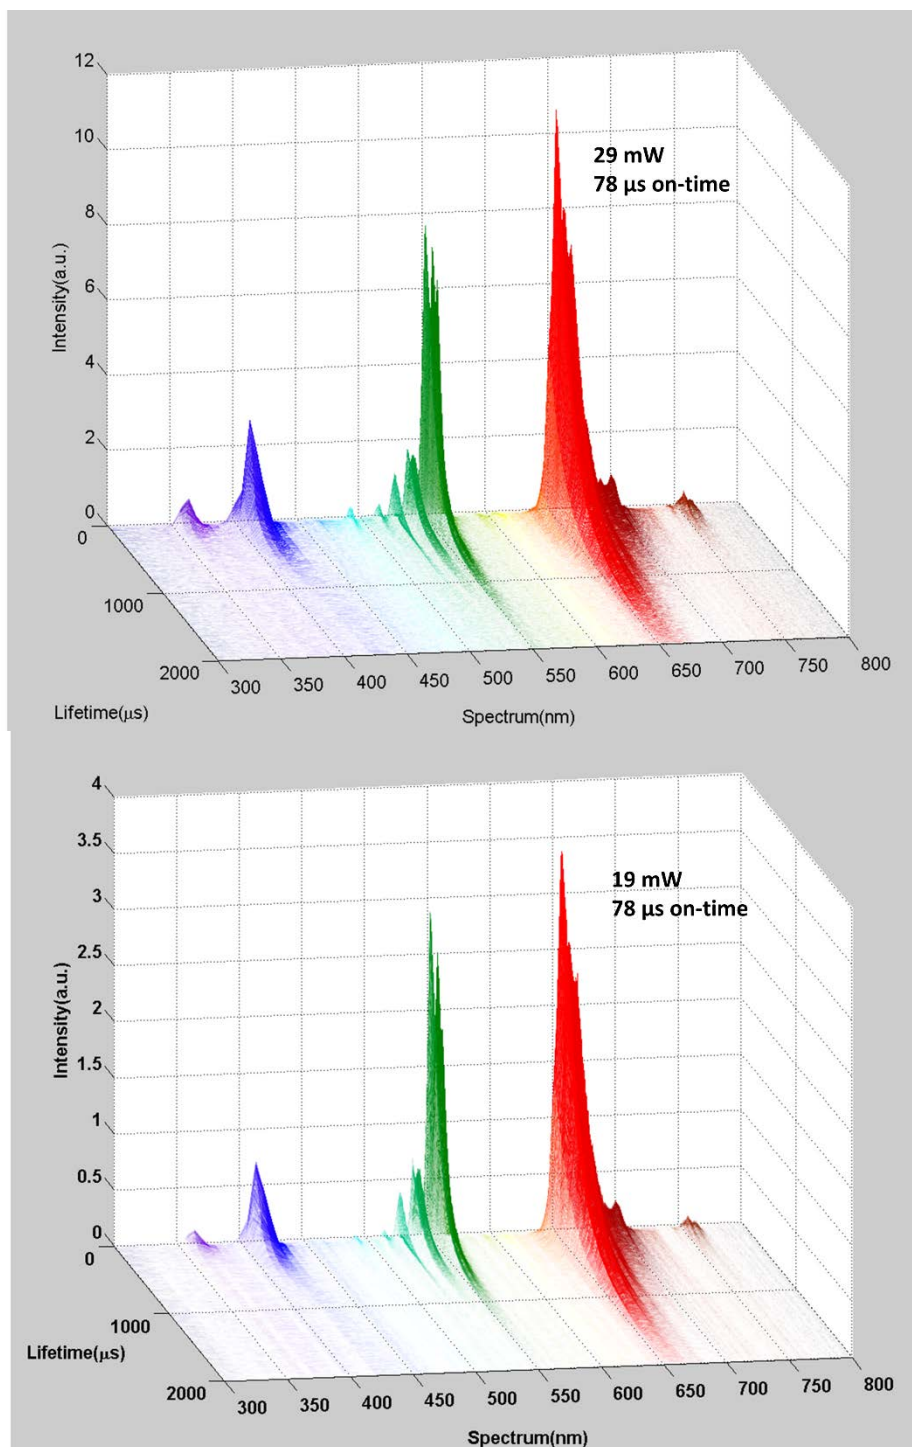 12
10
8
6
4
2
0
Intensity(a.u.)
29 mW
78 μs on-time
0
1000
2000
Lifetime(μs)
300 350 400 450 500 550 600 650 700 750 800
Spectrum(nm)
4
3.5
3
2.5
2
1.5
1
0.5
0
Intensity(a.u.)
19 mW
78 μs on-time
0
1000
2000
Lifetime(μs)
300 350 400 450 500 550 600 650 700 750 800
Spectrum(nm)